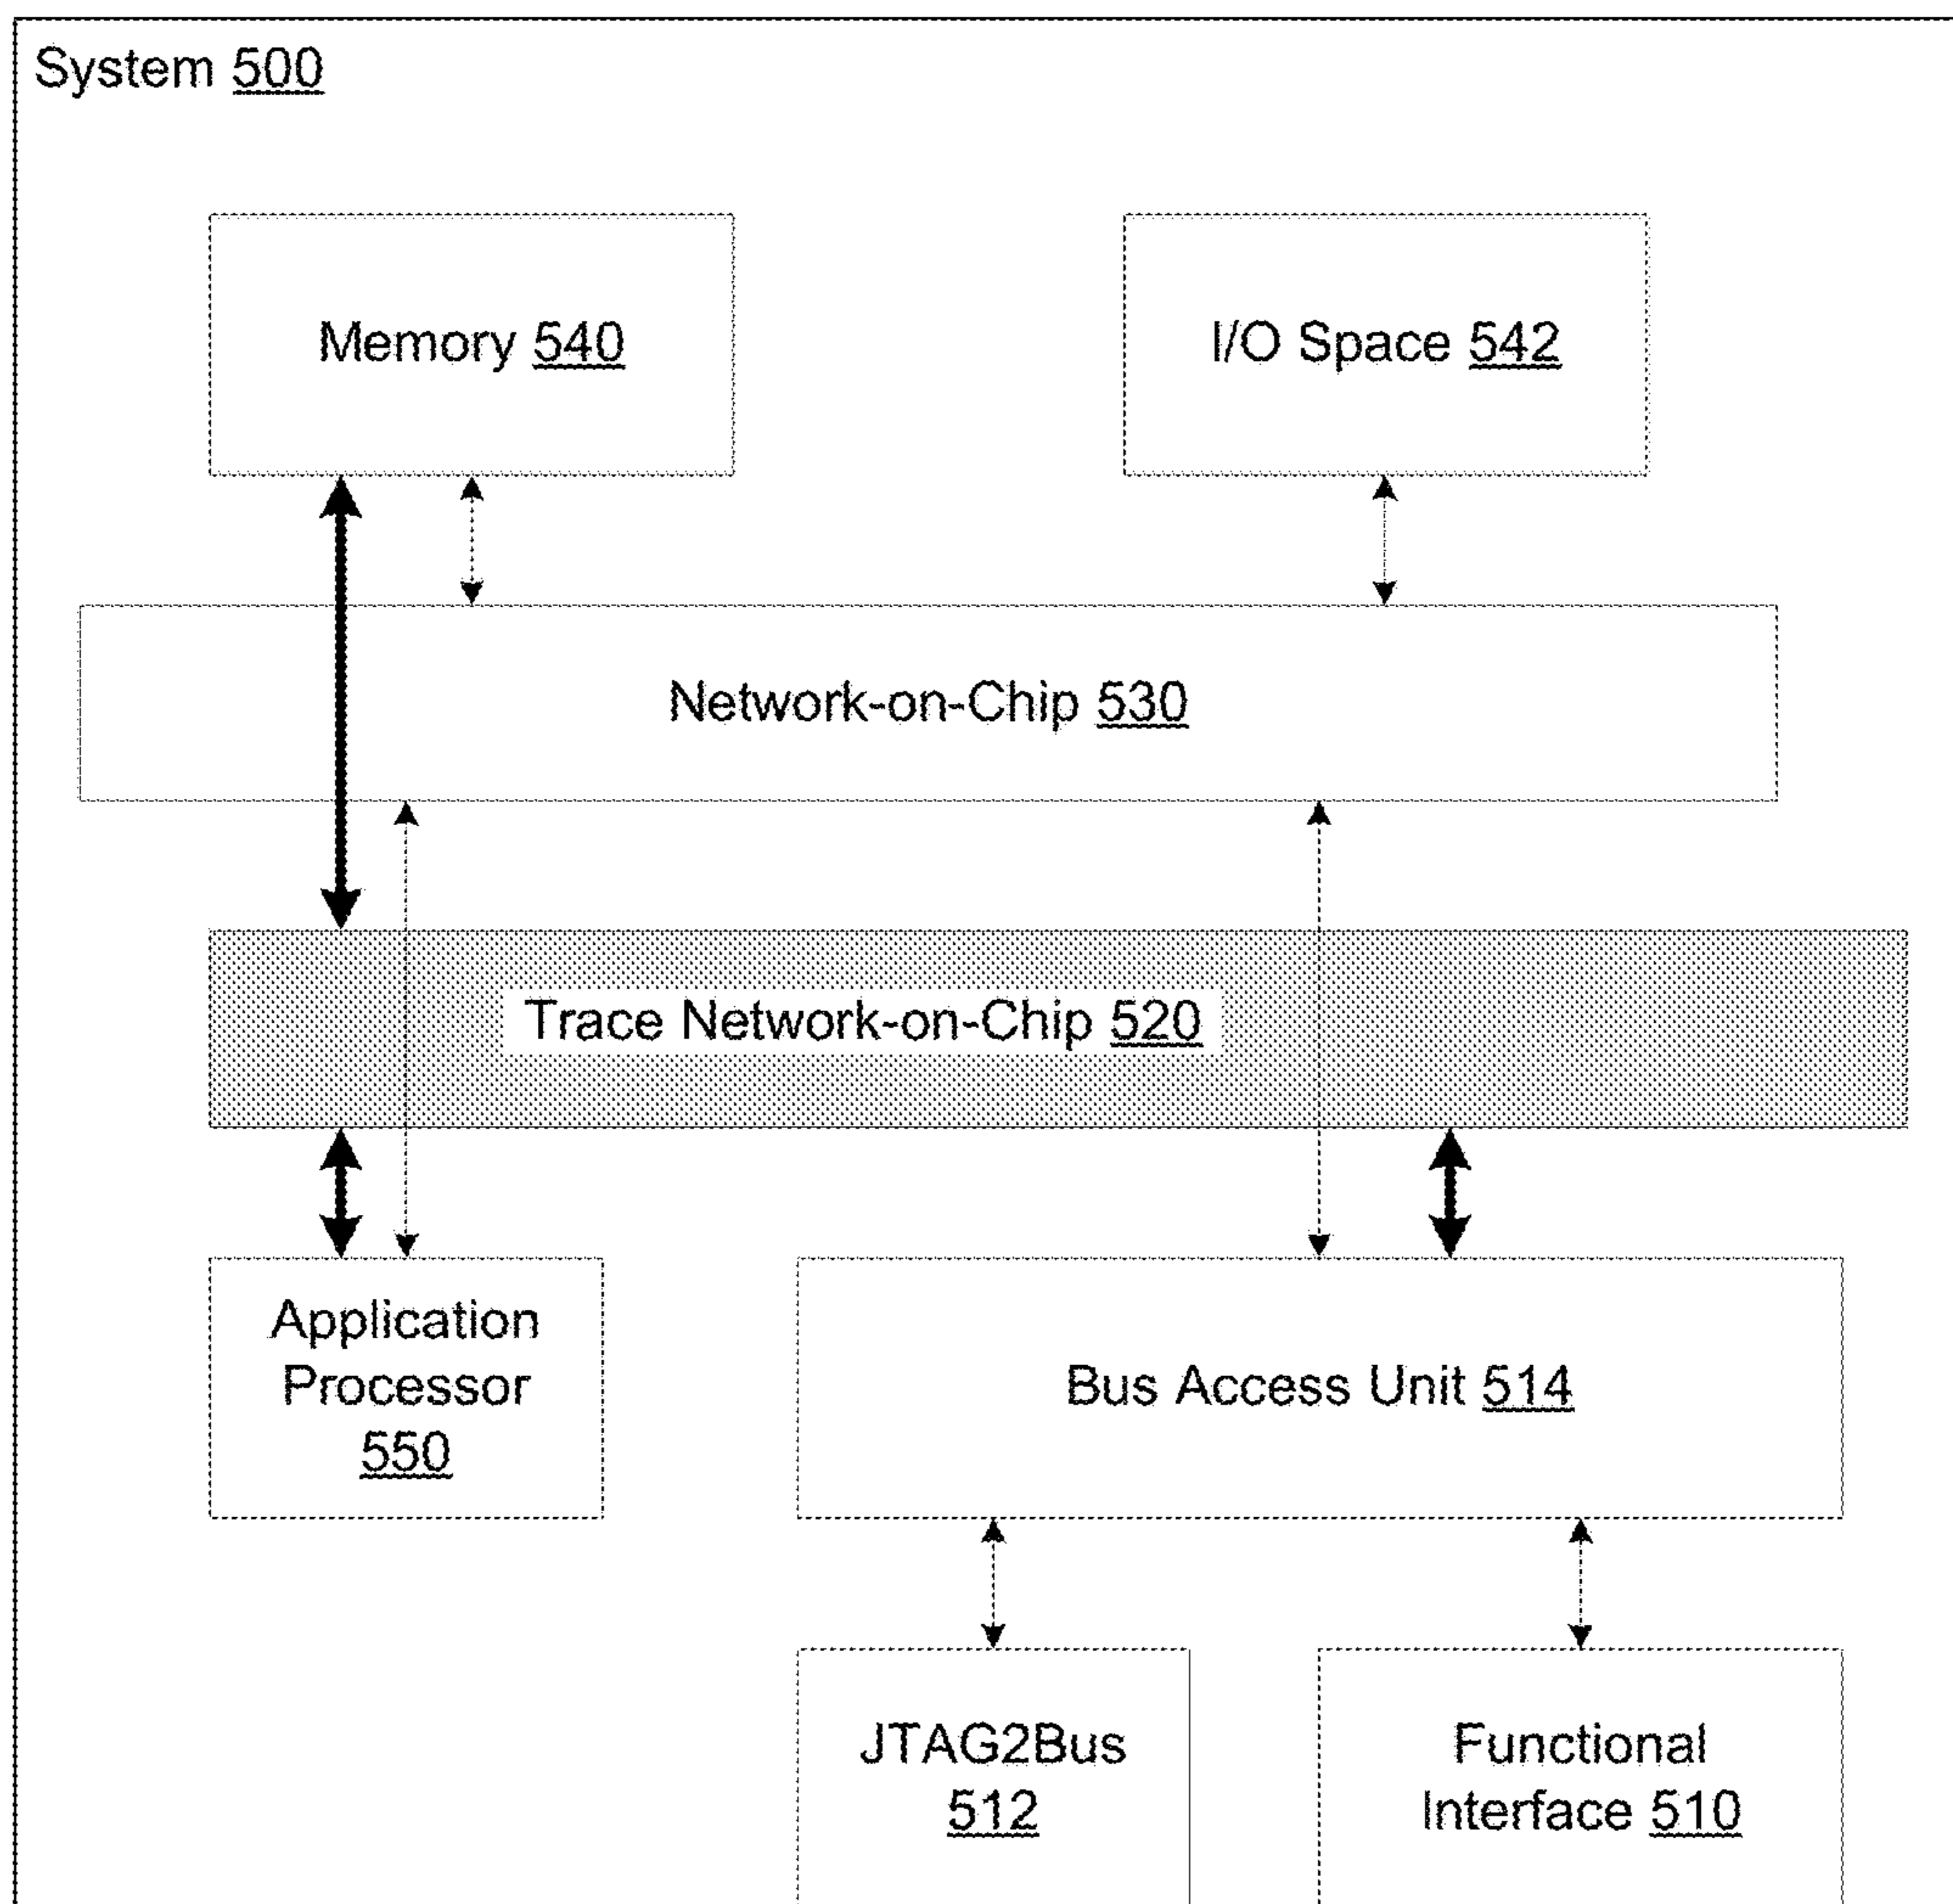 System 500
Memory 540
I/O Space 542
Network-on-Chip 530
Trace Network-on-Chip 520
Application
Processor
550
Bus Access Unit 514
JTAG2Bus
512
Functional
Interface 510